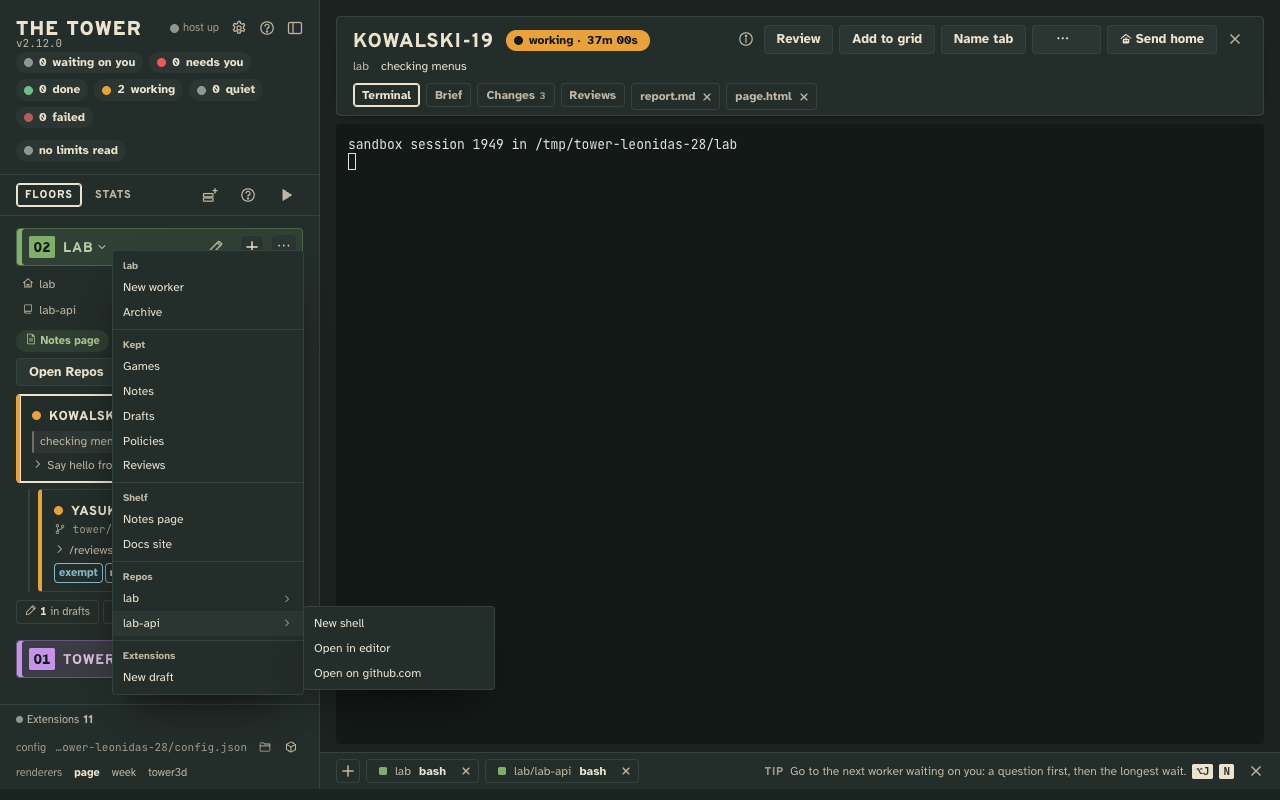 THE TOWER
v2.12.0
host up
0 waiting on you
0 needs you
0 done
2 working
0 quiet
0 failed
no limits read
FLOORS
STATS
02 LAB
lab
lab-api
Notes page
Open Repos
checking
Say hello
1 in drafts
exempt
/reviews
tower/
01 TOWER
lab
New worker
Archive
Kept
Games
Notes
Drafts
Policies
Reviews
Shelf
Notes page
Docs site
Repos
lab
lab-api
Extensions
New draft
New shell
Open in editor
Open on github.com
Extensions 11
config …ower-leonidas-28/config.json
renderers page week tower3d
KOWALSKI-19
working · 37m 00s
Review
Add to grid
Name tab
···
Send home
lab checking menus
Terminal
Brief
Changes 3
Reviews
report.md
page.html
sandbox session 1949 in /tmp/tower-leonidas-28/lab
lab bash
lab/lab-api bash
TIP Go to the next worker waiting on you: a question first, then the longest wait. ⌥J N